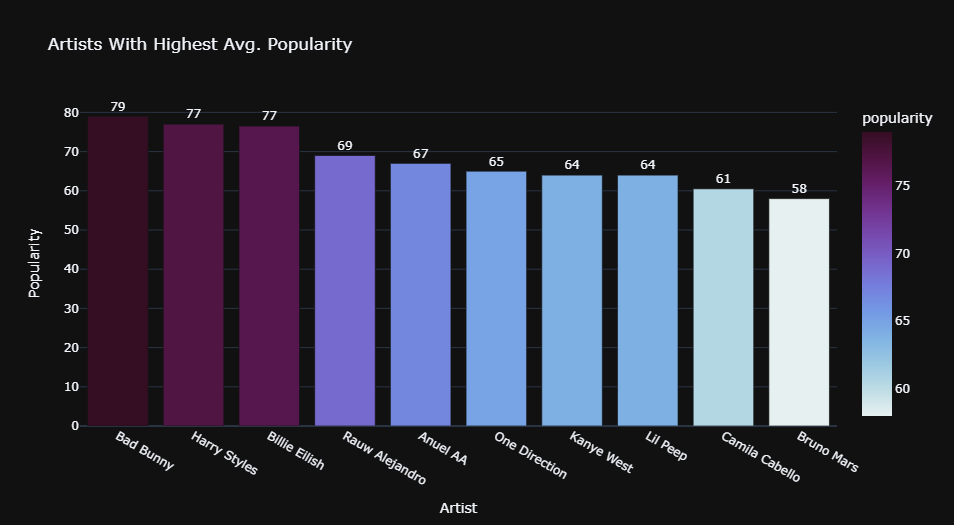 Artists With Highest Avg. Popularity
popularity
79
77
77
69
67
65
64
64
61
58
80
70
60
50
40
30
20
10
0
Popularity
75
70
65
60
Bad Bunny
Harry Styles
Billie Eilish
Rauw Alejandro
Anuel AA
One Direction
Kanye West
Lil Peep
Camila Cabello
Bruno Mars
Artist